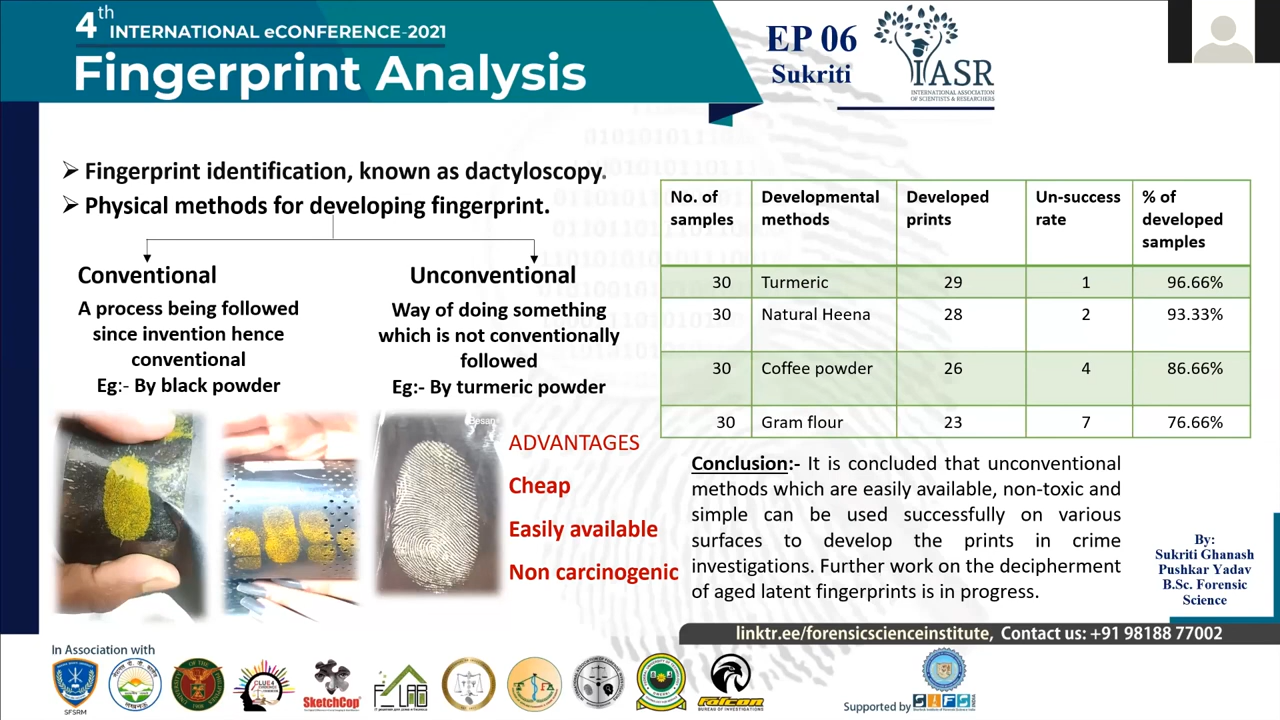 4th INTERNATIONAL eCONFERENCE-2021
Fingerprint Analysis
EP 06
Sukriti
IASR
INTERNATIONAL ASSOCIATION
OF SCIENTISTS & RESEARCHERS
➢ Fingerprint identification, known as dactyloscopy.
➢ Physical methods for developing fingerprint.
Conventional
A process being followed
since invention hence
conventional
Eg:- By black powder
Unconventional
Way of doing something
which is not conventionally
followed
Eg:- By turmeric powder
Besan
ADVANTAGES
Cheap
Easily available
Non carcinogenic
No. of samples | Developmental methods | Developed prints | Un-success rate | % of developed samples
30 | Turmeric | 29 | 1 | 96.66%
30 | Natural Heena | 28 | 2 | 93.33%
30 | Coffee powder | 26 | 4 | 86.66%
30 | Gram flour | 23 | 7 | 76.66%
Conclusion:- It is concluded that unconventional
methods which are easily available, non-toxic and
simple can be used successfully on various
surfaces to develop the prints in crime
investigations. Further work on the decipherment
of aged latent fingerprints is in progress.
By:
Sukriti Ghanash
Pushkar Yadav
B.Sc. Forensic
Science
linktr.ee/forensicscienceinstitute, Contact us: +91 98188 77002
In Association with
SFSRM
CLUE4
SketchCop
F LAB
falcon
BUREAU OF INVESTIGATIONS
Supported by
SIFS
INDIA